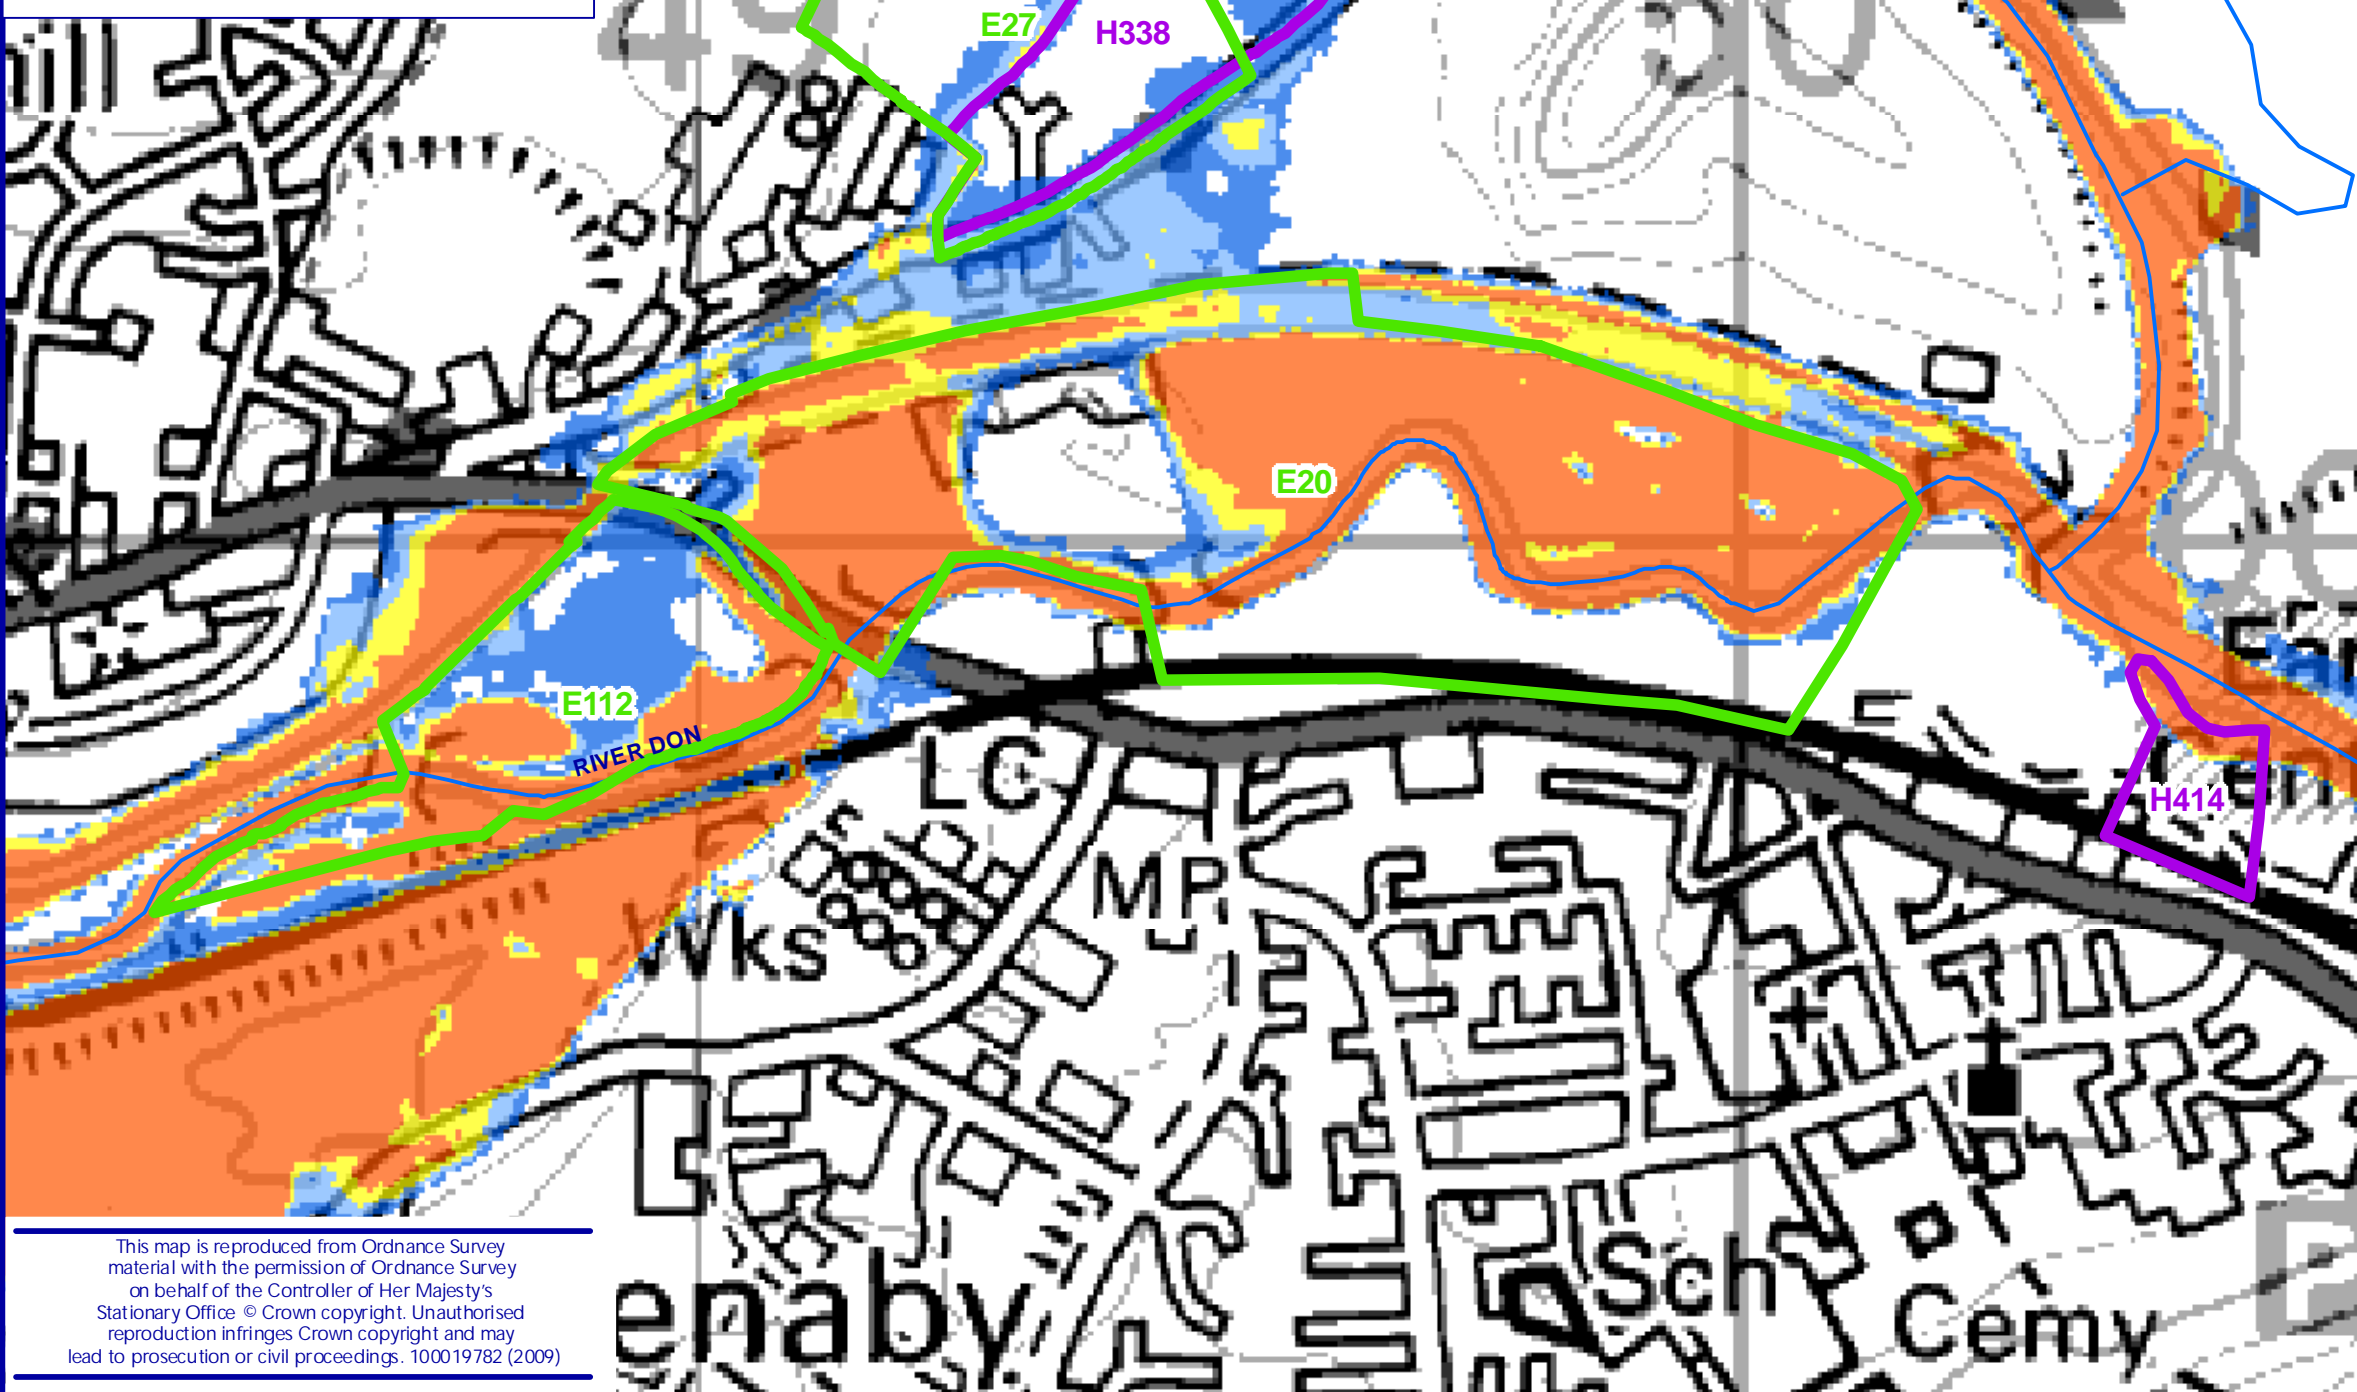 E27
H338
E20
E112
RIVER DON
LC
MP
H414
Wks
This map is reproduced from Ordnance Survey
material with the permission of Ordnance Survey
on behalf of the Controller of Her Majesty's
Stationary Office © Crown copyright. Unauthorised
reproduction infringes Crown copyright and may
lead to prosecution or civil proceedings. 100019782 (2009)
enaby
Sch
Cemy